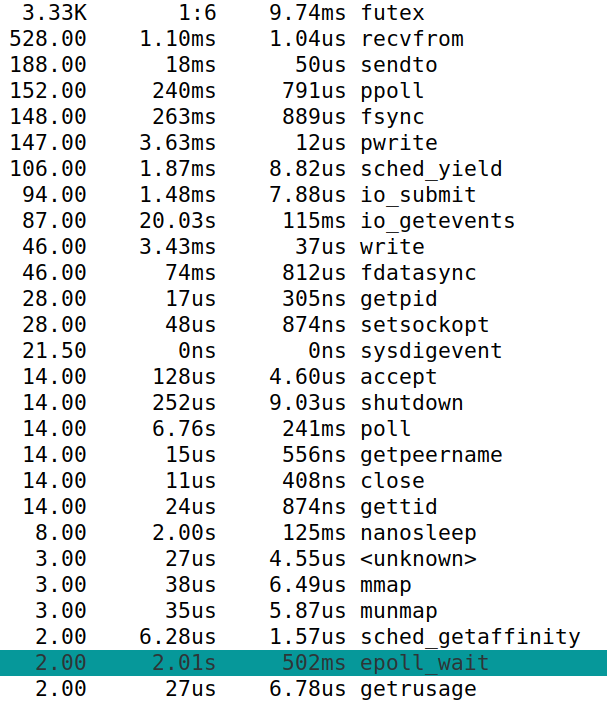 3.33K 1:6 9.74ms futex
528.00 1.10ms 1.04us recvfrom
188.00 18ms 50us sendto
152.00 240ms 791us ppoll
148.00 263ms 889us fsync
147.00 3.63ms 12us pwrite
106.00 1.87ms 8.82us sched_yield
94.00 1.48ms 7.88us io_submit
87.00 20.03s 115ms io_getevents
46.00 3.43ms 37us write
46.00 74ms 812us fdatasync
28.00 17us 305ns getpid
28.00 48us 874ns setsockopt
21.50 0ns 0ns sysdigevent
14.00 128us 4.60us accept
14.00 252us 9.03us shutdown
14.00 6.76s 241ms poll
14.00 15us 556ns getpeername
14.00 11us 408ns close
14.00 24us 874ns gettid
8.00 2.00s 125ms nanosleep
3.00 27us 4.55us <unknown>
3.00 38us 6.49us mmap
3.00 35us 5.87us munmap
2.00 6.28us 1.57us sched_getaffinity
2.00 2.01s 502ms epoll_wait
2.00 27us 6.78us getrusage